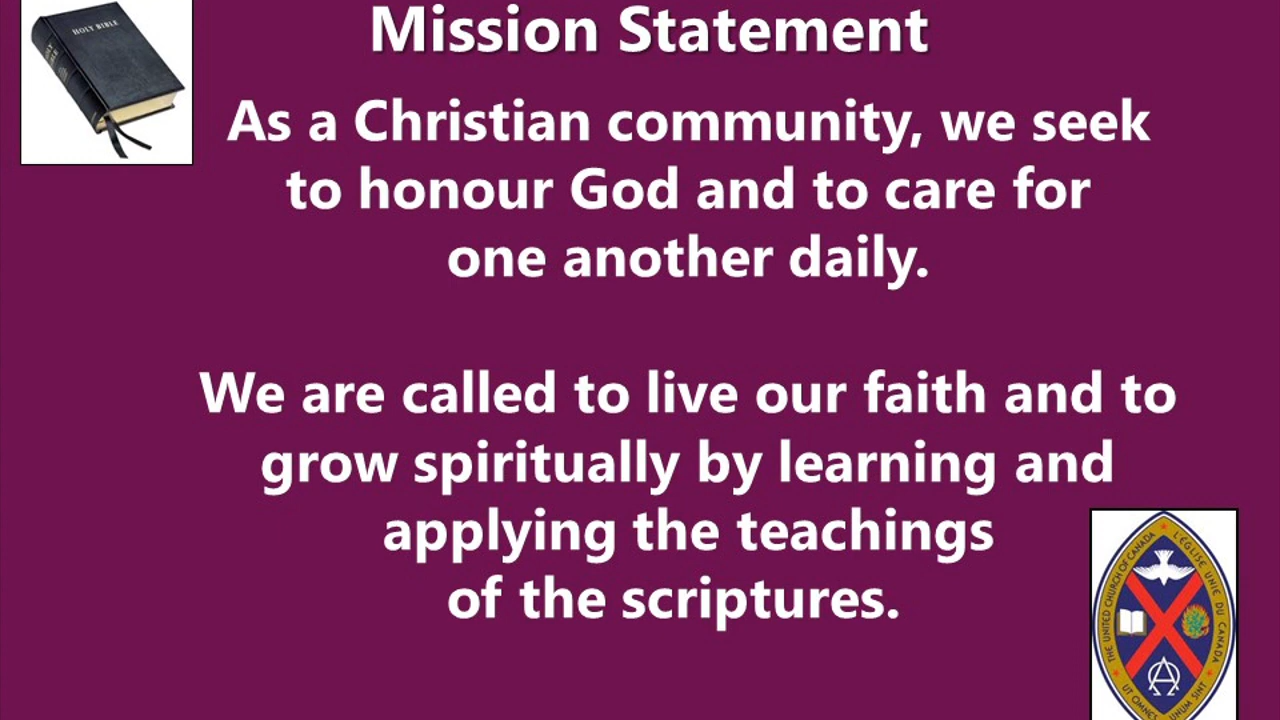 HOLY BIBLE
Mission Statement
As a Christian community, we seek
to honour God and to care for
one another daily.
We are called to live our faith and to
grow spiritually by learning and
applying the teachings
of the scriptures.
THE UNITED CHURCH OF CANADA
L'ÉGLISE UNIE DU CANADA
UT OMNES UNUM SINT
ΑΩ